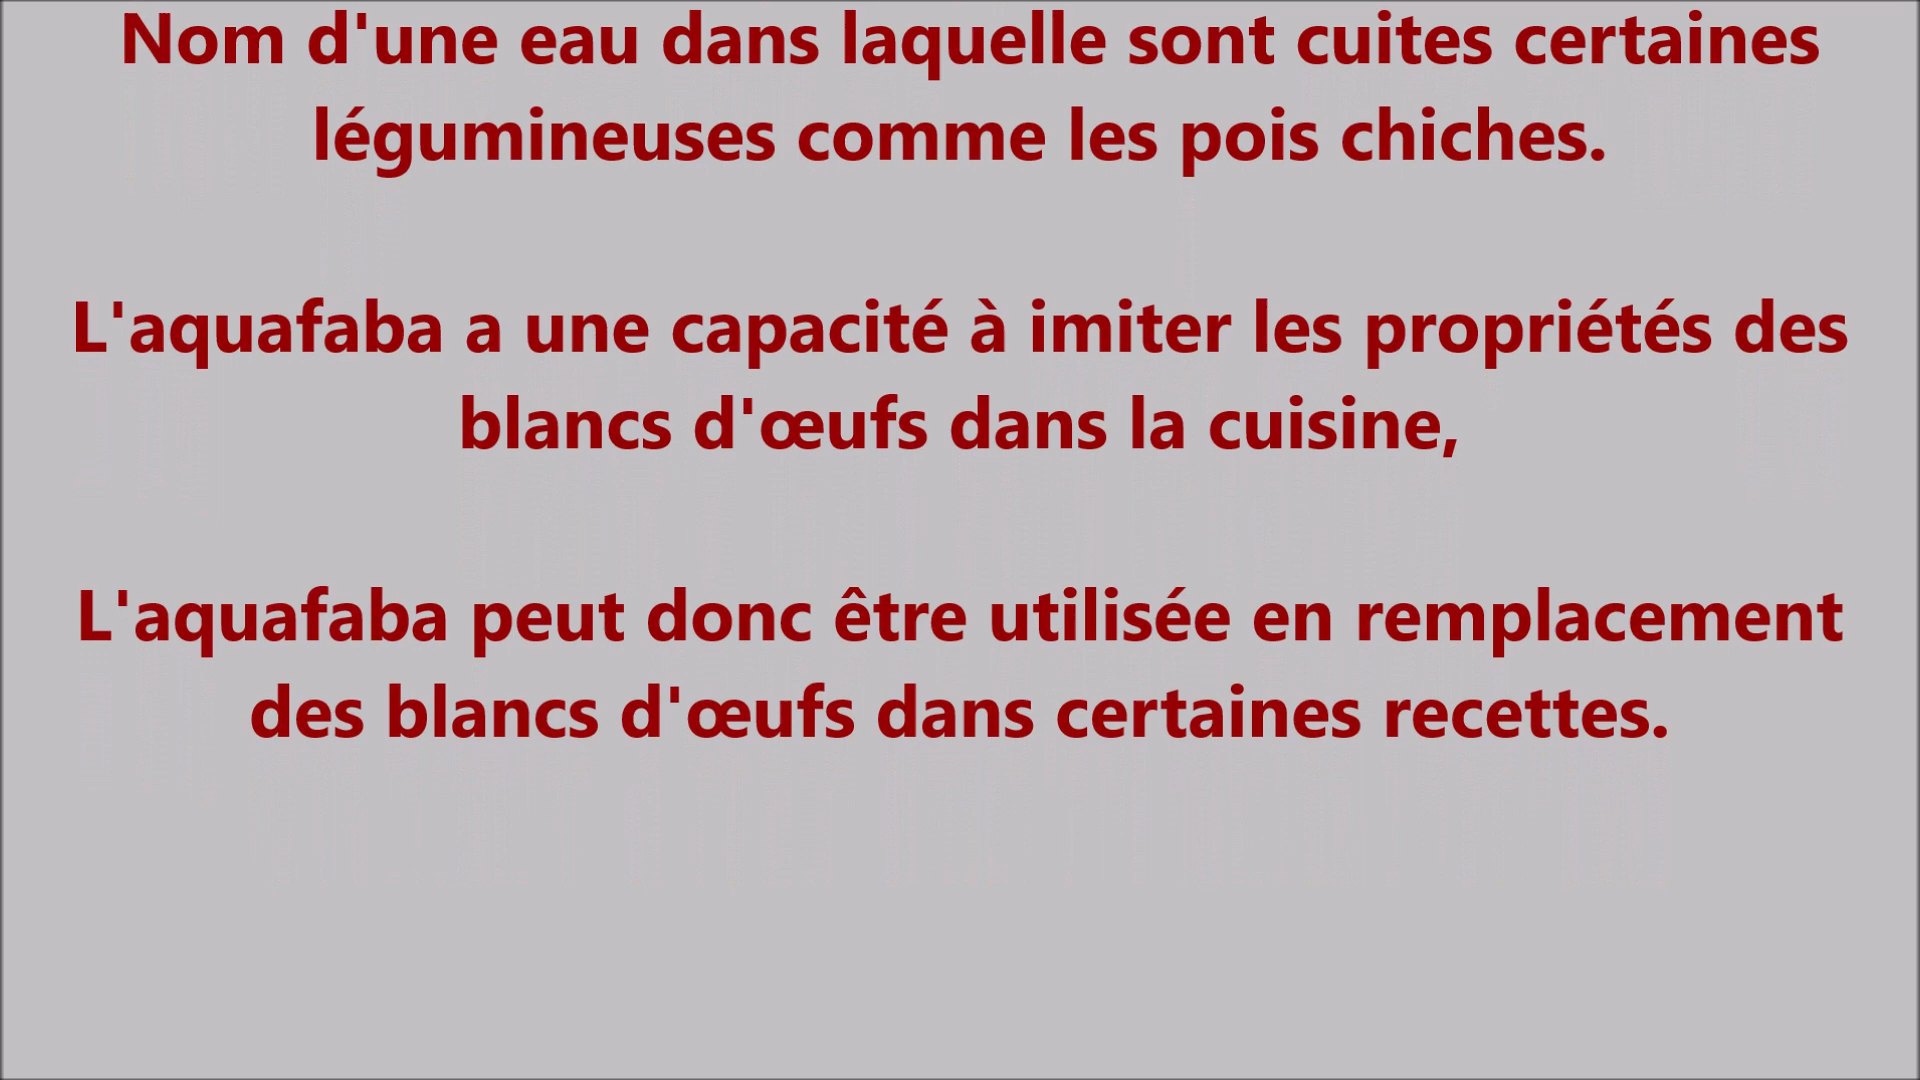 Nom d'une eau dans laquelle sont cuites certaines
légumineuses comme les pois chiches.
L'aquafaba a une capacité à imiter les propriétés des
blancs d'œufs dans la cuisine,
L'aquafaba peut donc être utilisée en remplacement
des blancs d'œufs dans certaines recettes.